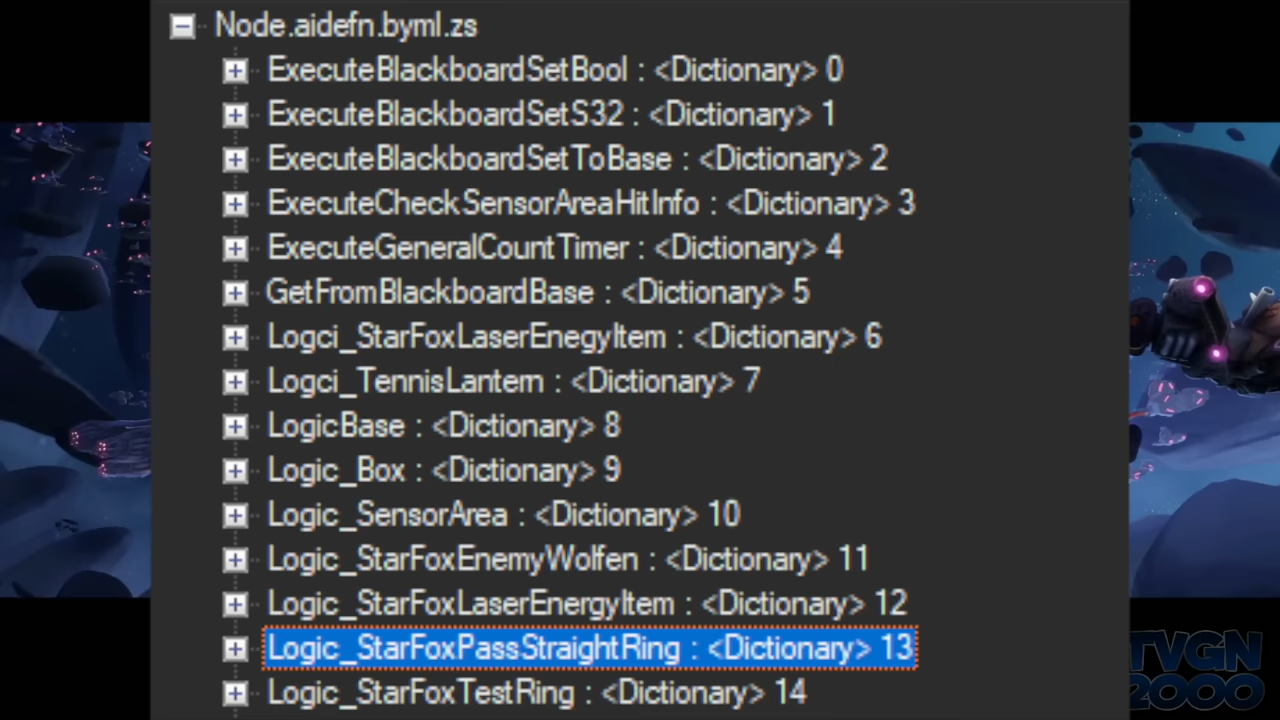 Node.aidefn.byml.zs
ExecuteBlackboardSetBool : <Dictionary> 0
ExecuteBlackboardSetS32 : <Dictionary> 1
ExecuteBlackboardSetToBase : <Dictionary> 2
ExecuteCheckSensorAreaHitInfo : <Dictionary> 3
ExecuteGeneralCountTimer : <Dictionary> 4
GetFromBlackboardBase : <Dictionary> 5
Logci_StarFoxLaserEnegyItem : <Dictionary> 6
Logci_TennisLantern : <Dictionary> 7
LogicBase : <Dictionary> 8
Logic_Box : <Dictionary> 9
Logic_SensorArea : <Dictionary> 10
Logic_StarFoxEnemyWolfen : <Dictionary> 11
Logic_StarFoxLaserEnergyItem : <Dictionary> 12
Logic_StarFoxPassStraightRing : <Dictionary> 13
Logic_StarFoxTestRing : <Dictionary> 14
TVGN
2000